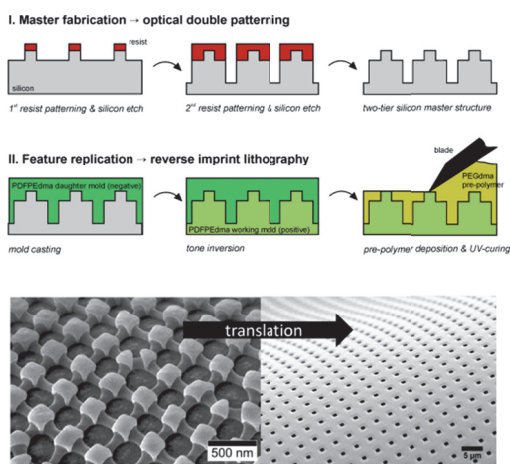 I. Master fabrication → optical double patterning
resist
silicon
1st resist patterning & silicon etch
2nd resist patterning & silicon etch
two-tier silicon master structure
II. Feature replication → reverse imprint lithography
blade
PDFPEdma daughter mold (negative)
PEGdma
pre-polymer
PDFPEdma working mold (positive)
mold casting
tone inversion
pre-polymer deposition & UV-curing
translation
500 nm
5 µm